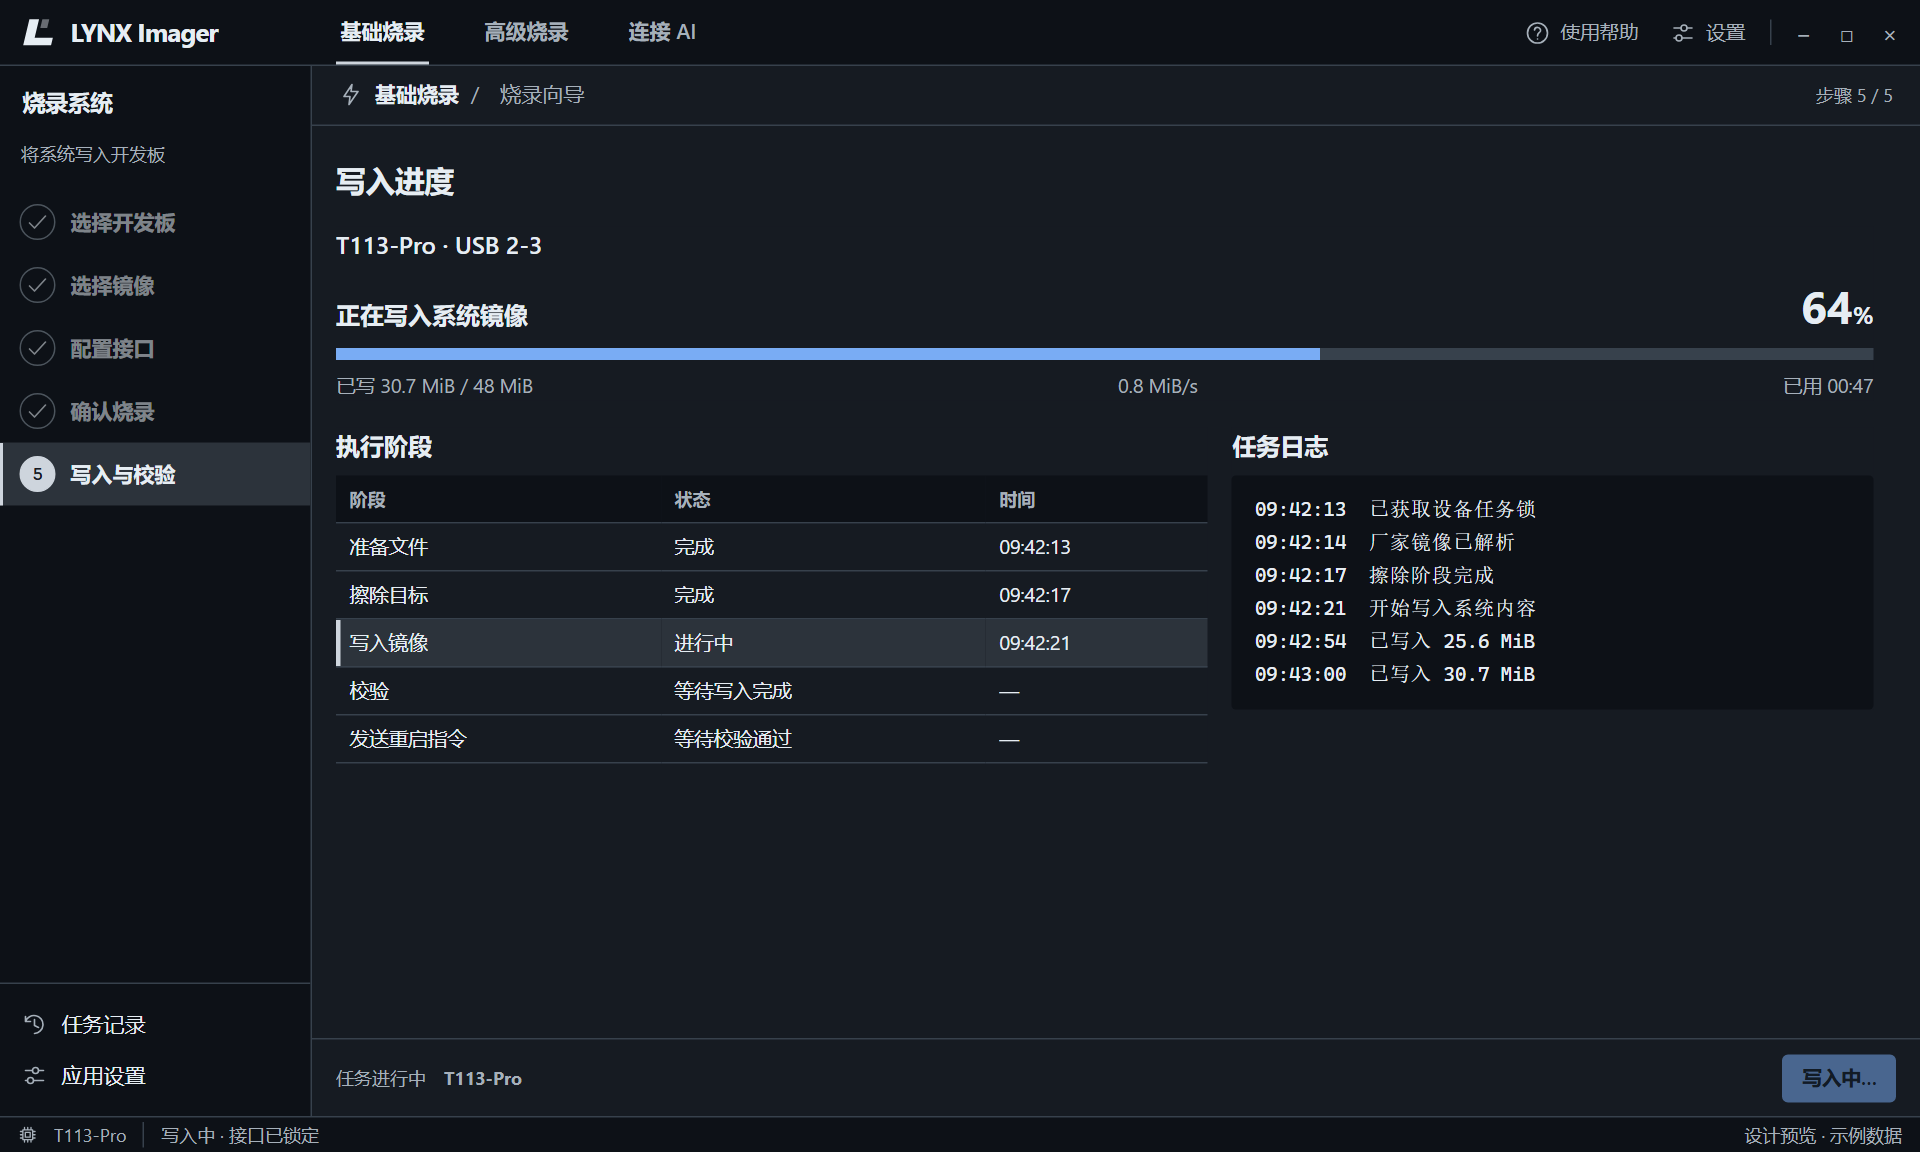 LYNX Imager
基础烧录 高级烧录 连接 AI
使用帮助 设置
烧录系统
将系统写入开发板
选择开发板
选择镜像
配置接口
确认烧录
5 写入与校验
任务记录
应用设置
基础烧录 / 烧录向导
步骤 5 / 5
写入进度
T113-Pro · USB 2-3
正在写入系统镜像
64%
已写 30.7 MiB / 48 MiB
0.8 MiB/s
已用 00:47
执行阶段
阶段 状态 时间
准备文件 完成 09:42:13
擦除目标 完成 09:42:17
写入镜像 进行中 09:42:21
校验 等待写入完成 —
发送重启指令 等待校验通过 —
任务日志
09:42:13 已获取设备任务锁
09:42:14 厂家镜像已解析
09:42:17 擦除阶段完成
09:42:21 开始写入系统内容
09:42:54 已写入 25.6 MiB
09:43:00 已写入 30.7 MiB
任务进行中 T113-Pro
写入中...
T113-Pro 写入中 · 接口已锁定
设计预览 · 示例数据